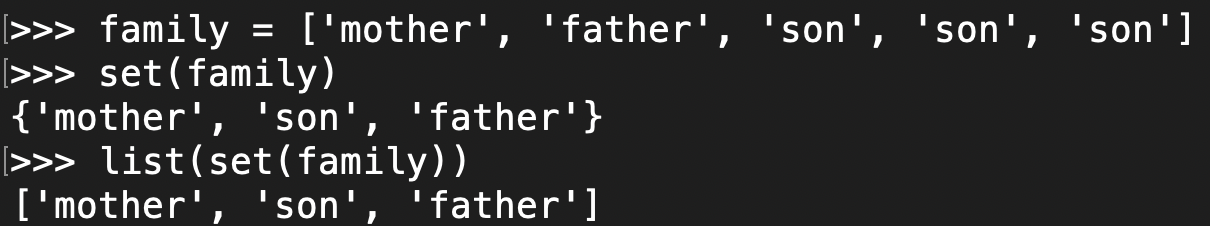 >>> family = ['mother', 'father', 'son', 'son', 'son']
>>> set(family)
{'mother', 'son', 'father'}
>>> list(set(family))
['mother', 'son', 'father']